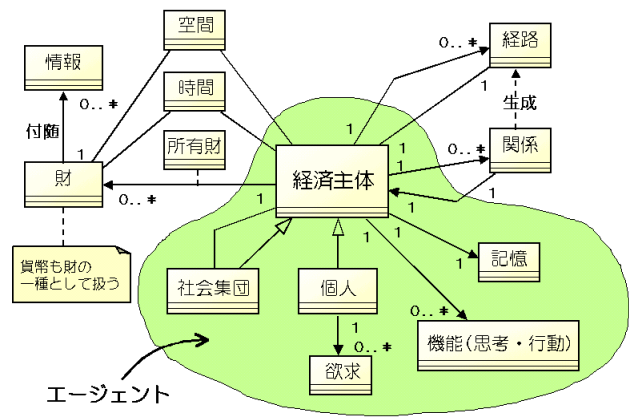 空間
情報
時間
経路
0..*
0..*
付随
1
生成
1
所有財
財
1
1
1
0..*
関係
経済主体
0..*
1
1
1
1
1
1
貨幣も財の
一種として扱う
社会集団
個人
1
記憶
0..*
1
0..*
機能(思考・行動)
欲求
エージェント